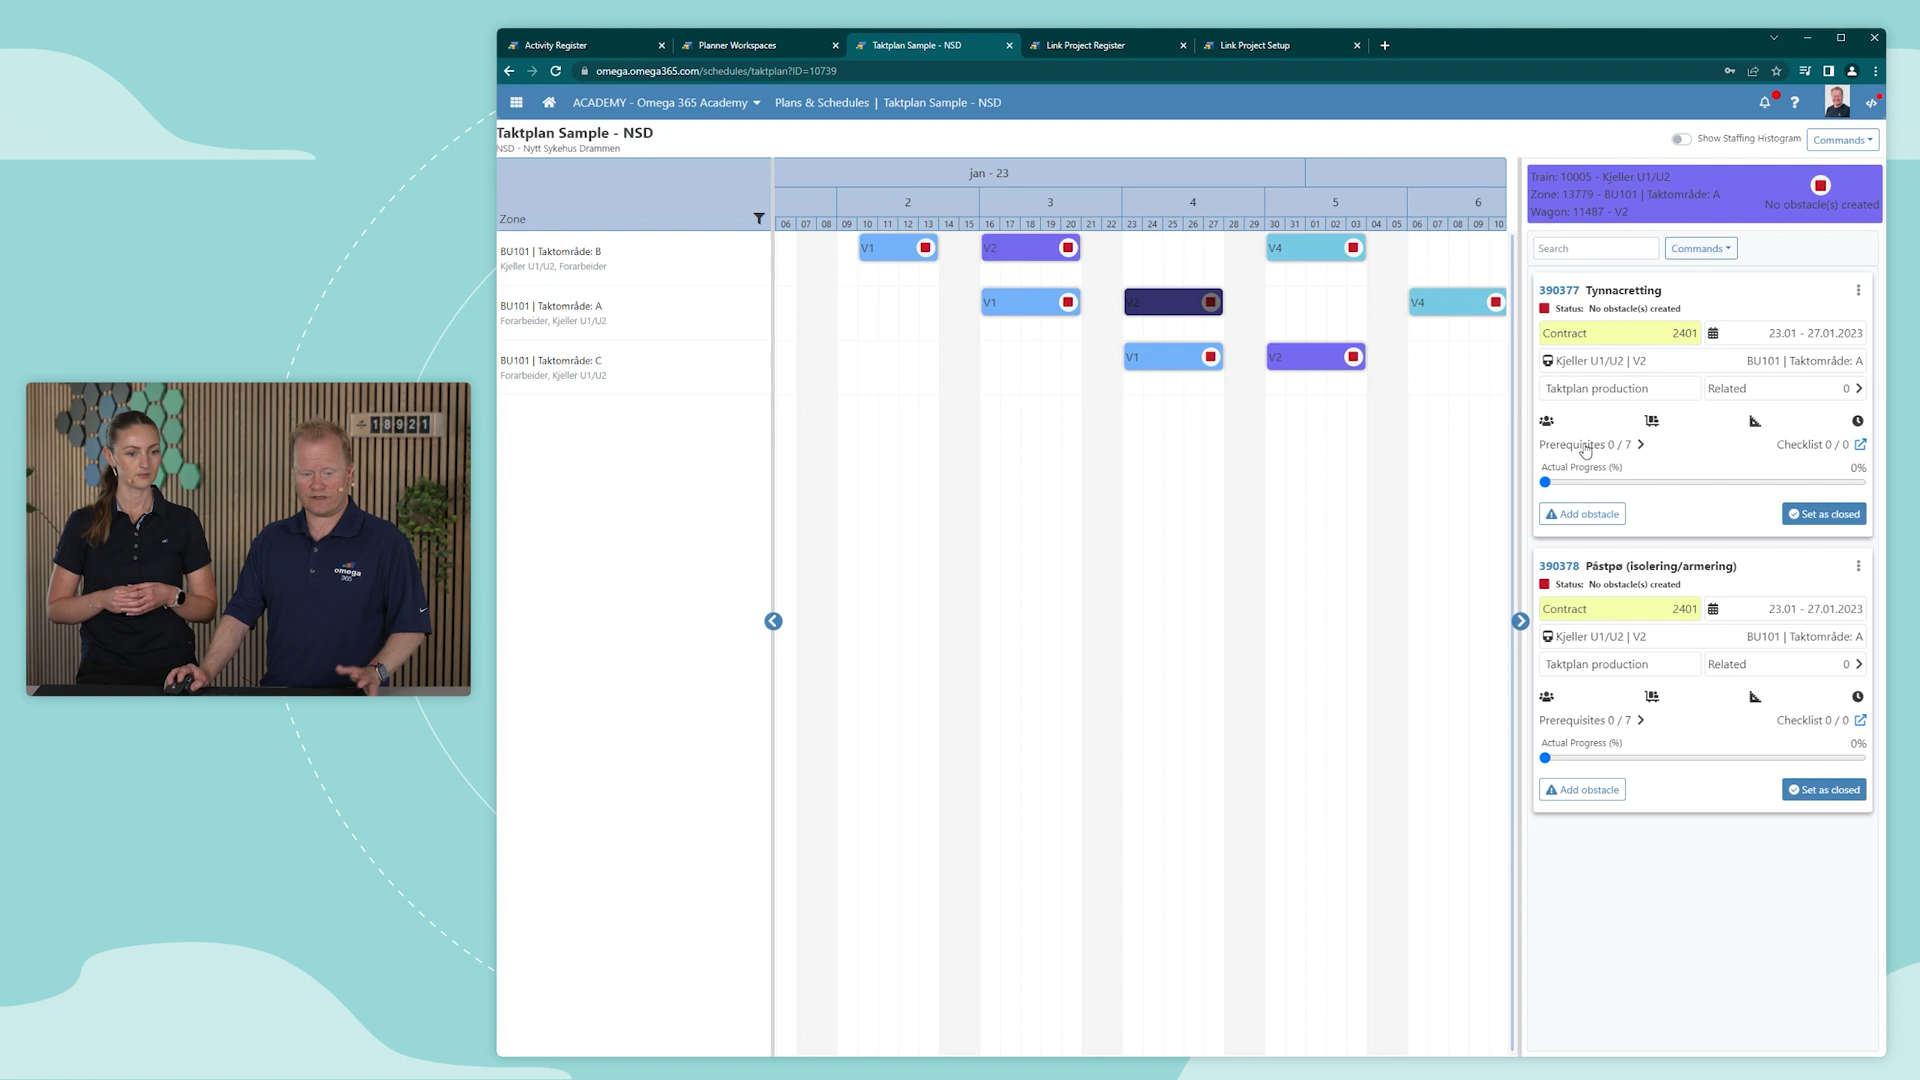 Activity Register
Planner Workspaces
Taktplan Sample - NSD
Link Project Register
Link Project Setup
omega.omega365.com/schedules/taktplan?ID=10739
ACADEMY - Omega 365 Academy
Plans & Schedules | Taktplan Sample - NSD
Taktplan Sample - NSD
NSD - Nytt Sykehus Drammen
Show Staffing Histogram
Commands
jan - 23
2 3 4 5 6
Zone
06 07 08 09 10 11 12 13 14 15 16 17 18 19 20 21 22 23 24 25 26 27 28 29 30 31 01 02 03 04 05 06 07 08 09 10
BU101 | Taktområde: B
Kjeller U1/U2, Forarbeider
V1 V2 V4
BU101 | Taktområde: A
Forarbeider, Kjeller U1/U2
V1 V2 V4
BU101 | Taktområde: C
Forarbeider, Kjeller U1/U2
V1 V2
Train: 10005 - Kjeller U1/U2
Zone: 13779 - BU101 | Taktområde: A
Wagon: 11487 - V2
No obstacle(s) created
Search
Commands
390377 Tynnacretting
Status: No obstacle(s) created
Contract 2401 23.01 - 27.01.2023
Kjeller U1/U2 | V2 BU101 | Taktområde: A
Taktplan production Related 0
Prerequisites 0 / 7 Checklist 0 / 0
Actual Progress (%) 0%
Add obstacle Set as closed
390378 Påstpø (isolering/armering)
Status: No obstacle(s) created
Contract 2401 23.01 - 27.01.2023
Kjeller U1/U2 | V2 BU101 | Taktområde: A
Taktplan production Related 0
Prerequisites 0 / 7 Checklist 0 / 0
Actual Progress (%) 0%
Add obstacle Set as closed
18921
omega
365